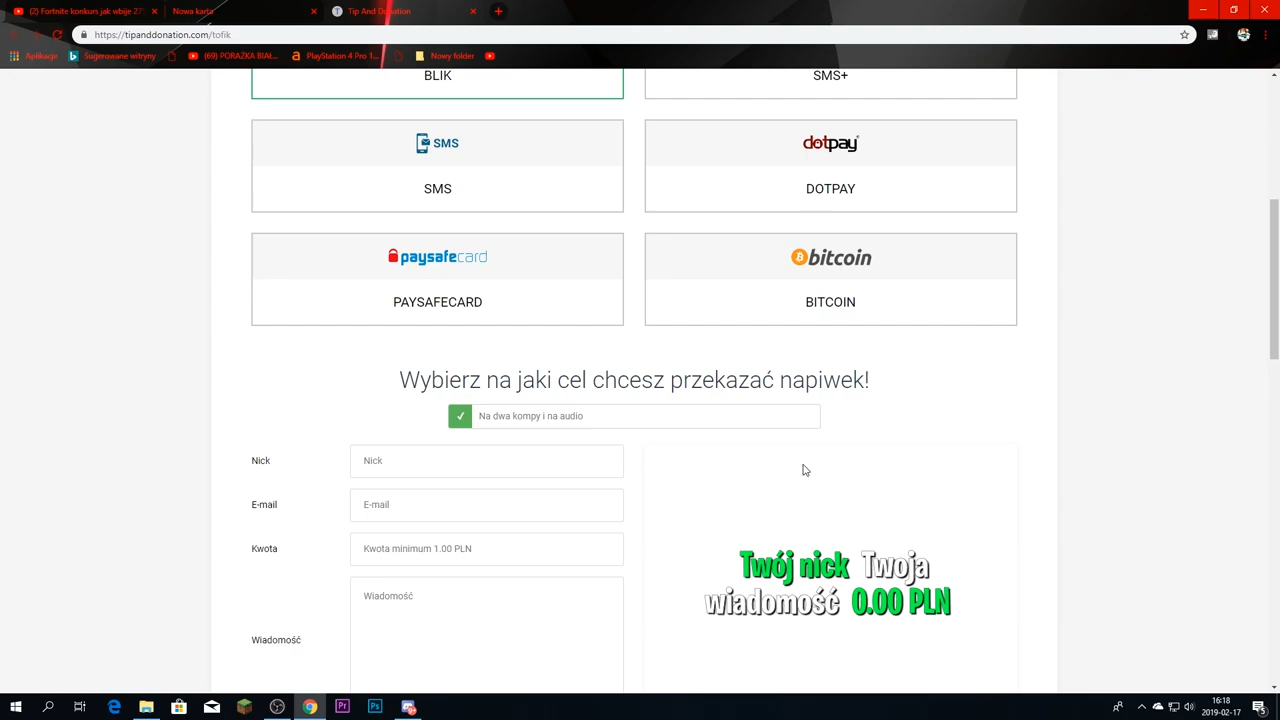 (2) Fortnite konkurs jak wbije 27
Nowa karta
Tip And Donation
https://tipanddonation.com/tofik
Aplikacje
Sugerowane witryny
(69) PORAŻKA BIAŁ...
PlayStation 4 Pro 1...
Nowy folder
BLIK
SMS+
SMS
dotpay
SMS
DOTPAY
paysafecard
bitcoin
PAYSAFECARD
BITCOIN
Wybierz na jaki cel chcesz przekazać napiwek!
Na dwa kompy i na audio
Nick
Nick
E-mail
E-mail
Kwota
Kwota minimum 1.00 PLN
Wiadomość
Wiadomość
Twój nick Twoja
wiadomość 0.00 PLN
16:18
2019-02-17